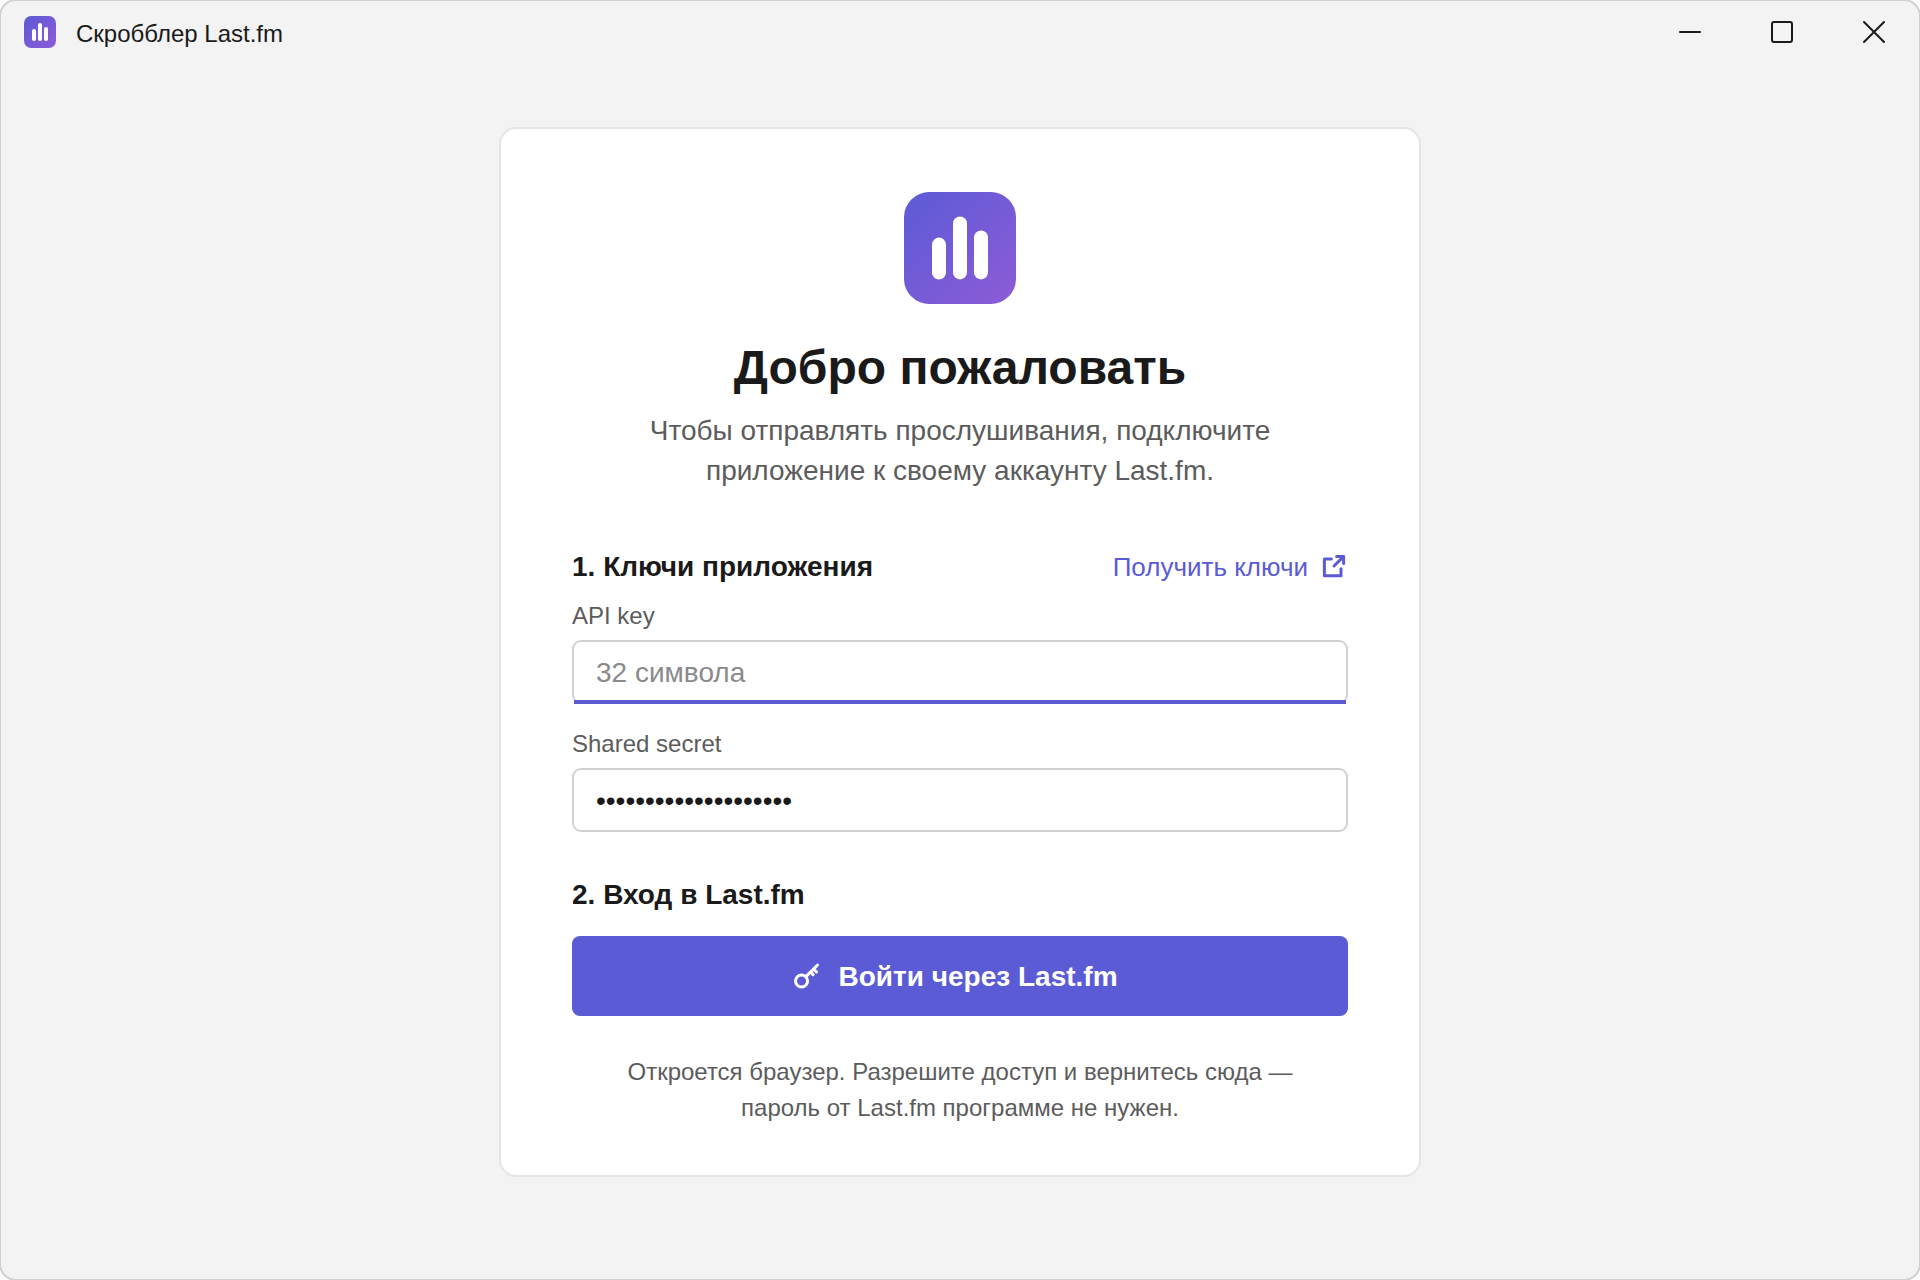 Скробблер Last.fm
Добро пожаловать
Чтобы отправлять прослушивания, подключите
приложение к своему аккаунту Last.fm.
1. Ключи приложения
Получить ключи
API key
32 символа
Shared secret
••••••••••••••••••••
2. Вход в Last.fm
Войти через Last.fm
Откроется браузер. Разрешите доступ и вернитесь сюда —
пароль от Last.fm программе не нужен.